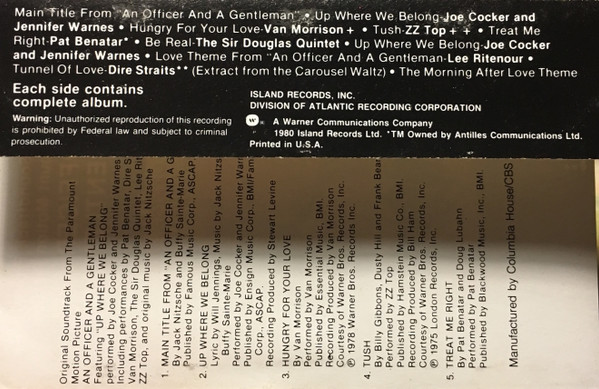 Main Title From "An Officer And A Gentleman" • Up Where We Belong-Joe Cocker and
Jennifer Warnes • Hungry For Your Love-Van Morrison + • Tush-ZZ Top + + • Treat Me
Right-Pat Benatar* • Be Real-The Sir Douglas Quintet • Up Where We Belong-Joe Cocker
and Jennifer Warnes • Love Theme From "An Officer And A Gentleman-Lee Ritenour •
Tunnel Of Love-Dire Straits** (Extract from the Carousel Waltz) • The Morning After Love Theme
Each side contains
complete album.
Warning: Unauthorized reproduction of this recording
is prohibited by Federal law and subject to criminal
prosecution.
ISLAND RECORDS, INC.
DIVISION OF ATLANTIC RECORDING CORPORATION
A Warner Communications Company
1980 Island Records Ltd. *TM Owned by Antilles Communications Ltd.
Printed in U.S.A.
Original Soundtrack From The Paramount
Motion Picture
AN OFFICER AND A GENTLEMAN
Featuring "UP WHERE WE BELONG"
performed by Joe Cocker and Jennifer Warnes
Including performances by Pat Benatar, Dire S
Van Morrison, The Sir Douglas Quintet, Lee Rit
ZZ Top, and original music by Jack Nitzsche
1. MAIN TITLE FROM "AN OFFICER AND A G
By Jack Nitzsche and Buffy Sainte-Marie
Published by Famous Music Corp., ASCAP.
2. UP WHERE WE BELONG
Lyric by Will Jennings, Music by Jack Nitzs
Buffy Sainte-Marie
Performed by Joe Cocker and Jennifer War
Published by Ensign Music Corp., BMI/Fam
Corp., ASCAP.
Recording Produced by Stewart Levine
3. HUNGRY FOR YOUR LOVE
By Van Morrison
Performed by Van Morrison
Published by Essential Music, BMI.
Recording Produced by Van Morrison
Courtesy of Warner Bros. Records, Inc.
℗ 1978 Warner Bros. Records Inc.
4. TUSH
By Billy Gibbons, Dusty Hill and Frank Bear
Performed by ZZ Top
Published by Hamstein Music Co., BMI.
Recording Produced by Bill Ham
Courtesy of Warner Bros. Records, Inc.
℗ 1975 London Records, Inc.
5. TREAT ME RIGHT
By Pat Benatar and Doug Lubahn
Performed by Pat Benatar
Published by Blackwood Music, Inc., BMI.
Manufactured by Columbia House/CBS